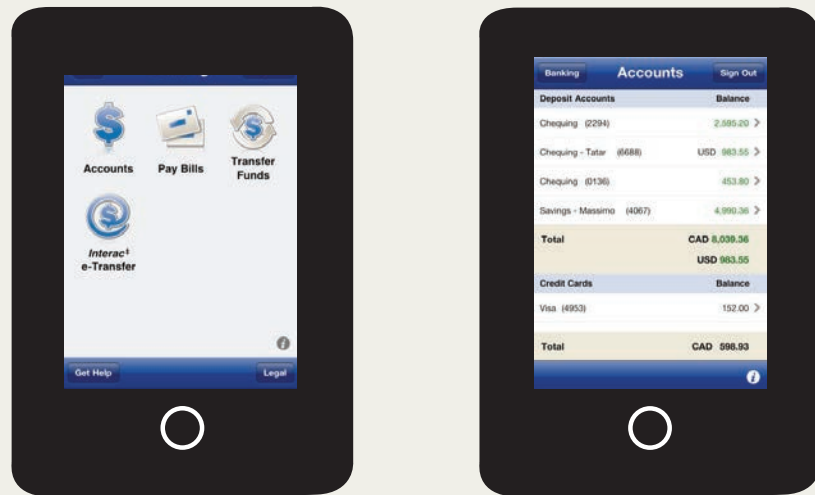 Accounts
Pay Bills
Transfer
Funds
Interac‡
e-Transfer
Get Help
Legal
Banking
Accounts
Sign Out
Deposit Accounts Balance
Chequing (2294) 2,595.20
Chequing - Tatar (6688) USD 983.55
Chequing (0136) 453.80
Savings - Massimo (4067) 4,990.36
Total CAD 8,039.36
USD 983.55
Credit Cards Balance
Visa (4953) 152.00
Total CAD 598.93